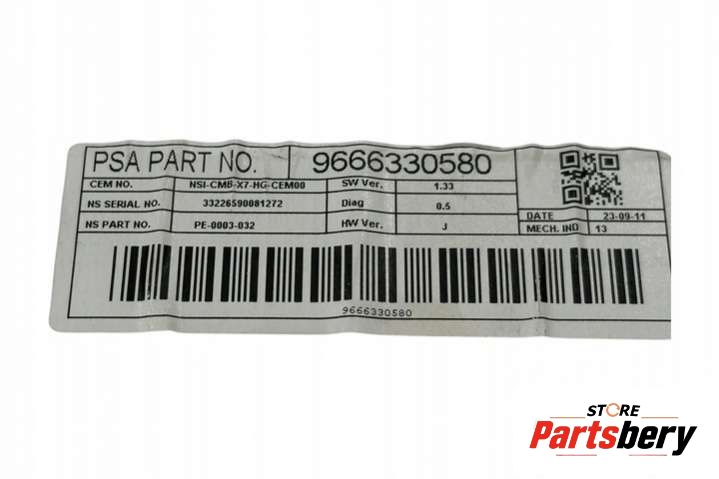 PSA PART NO. 9666330580
CEM NO. NSI-CMB-X7-HG-CEM00 SW Ver. 1.33
NS SERIAL NO. 33226590081272 Diag 0.5
DATE 23-09-11
NS PART NO. PE-0003-032 HW Ver. J
MECH. IND 13
9666330580
STORE
Partsbery